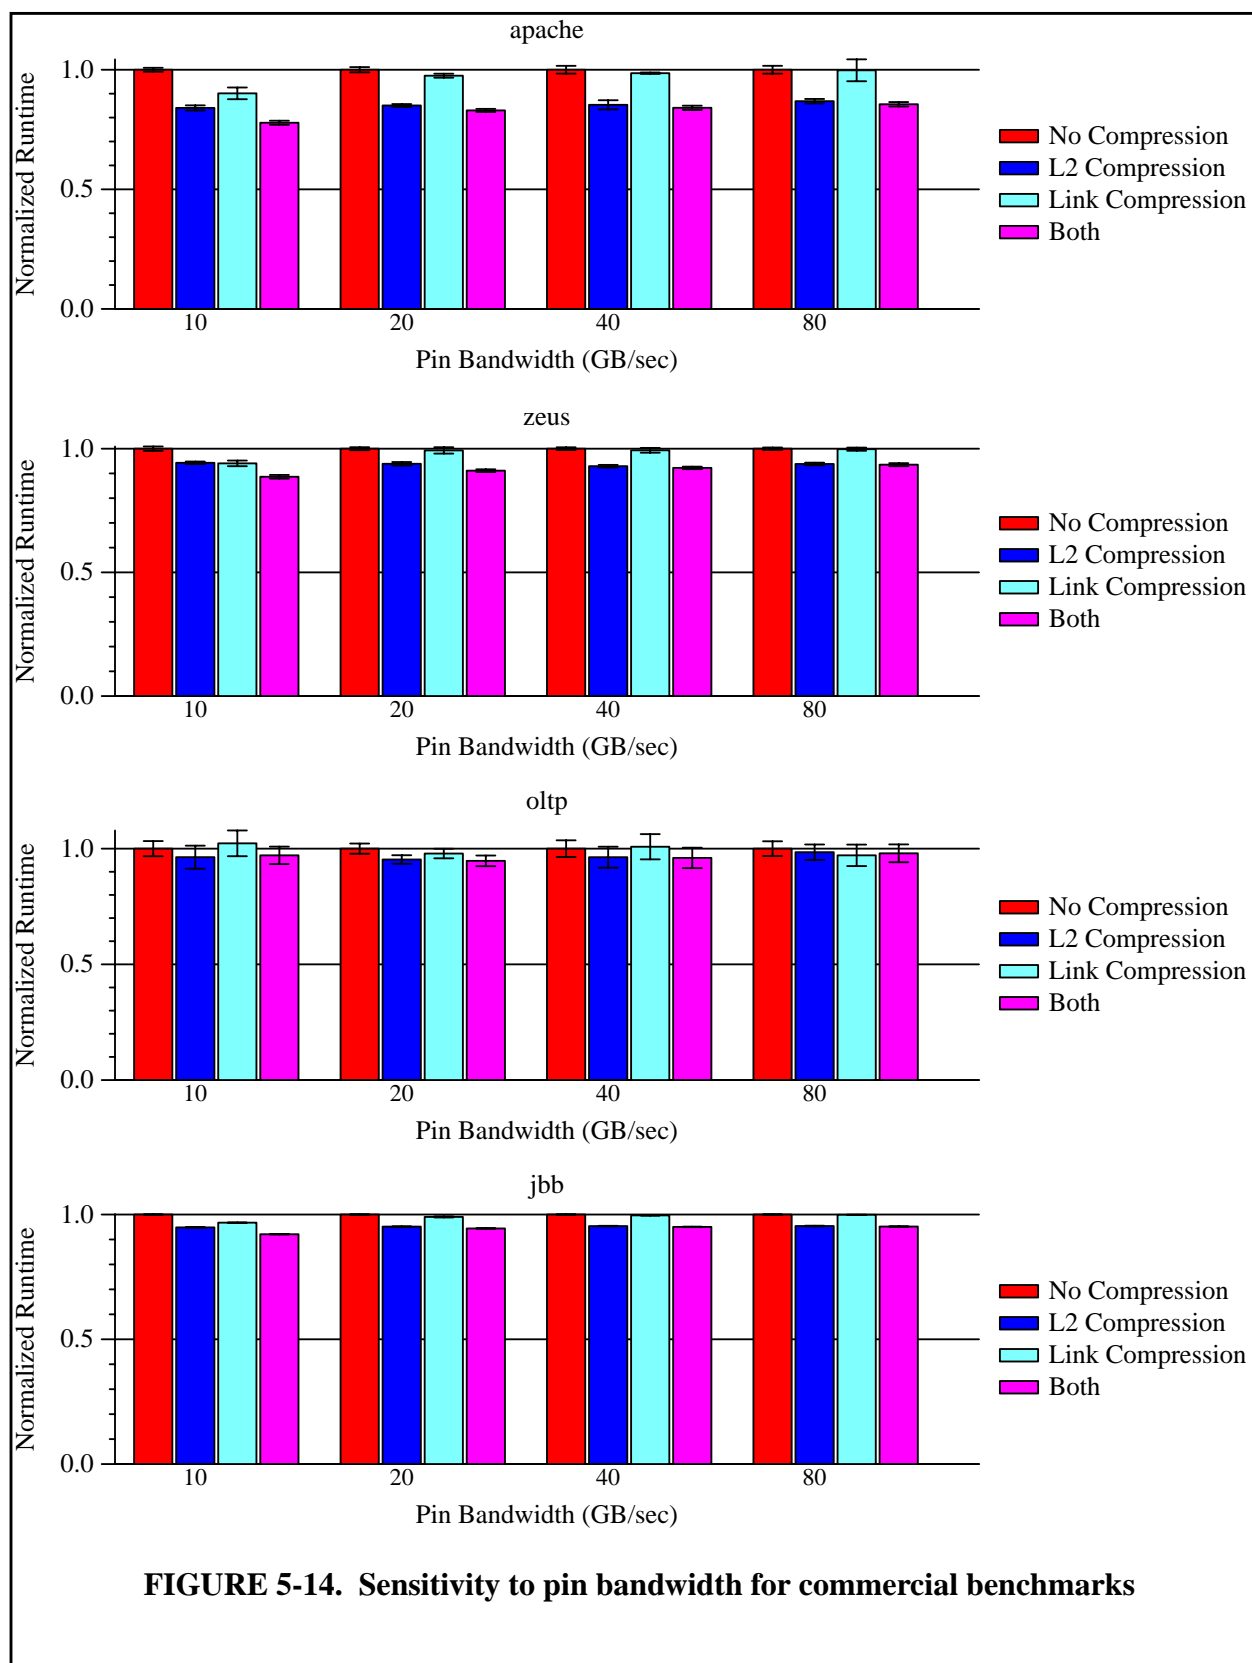 apache
Normalized Runtime
1.0
0.5
0.0
10 20 40 80
Pin Bandwidth (GB/sec)
No Compression
L2 Compression
Link Compression
Both
zeus
Normalized Runtime
1.0
0.5
0.0
10 20 40 80
Pin Bandwidth (GB/sec)
No Compression
L2 Compression
Link Compression
Both
oltp
Normalized Runtime
1.0
0.5
0.0
10 20 40 80
Pin Bandwidth (GB/sec)
No Compression
L2 Compression
Link Compression
Both
jbb
Normalized Runtime
1.0
0.5
0.0
10 20 40 80
Pin Bandwidth (GB/sec)
No Compression
L2 Compression
Link Compression
Both
FIGURE 5-14. Sensitivity to pin bandwidth for commercial benchmarks